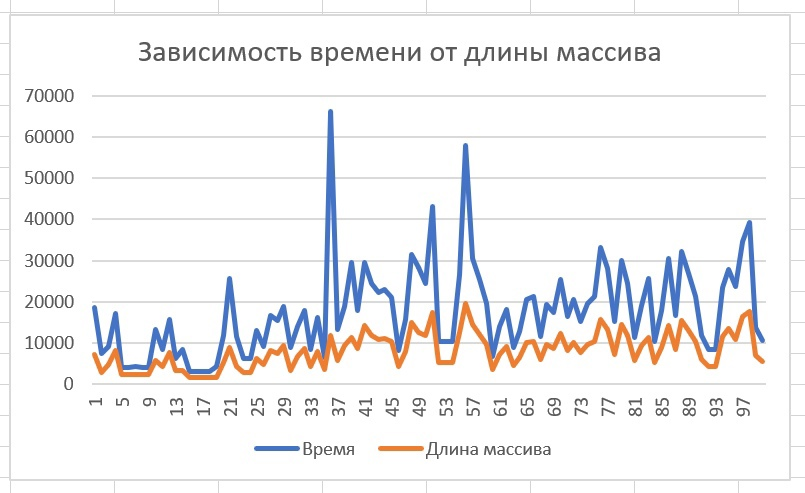 Зависимость времени от длины массива
70000
60000
50000
40000
30000
20000
10000
0
1 5 9 13 17 21 25 29 33 37 41 45 49 53 57 61 65 69 73 77 81 85 89 93 97
Время Длина массива